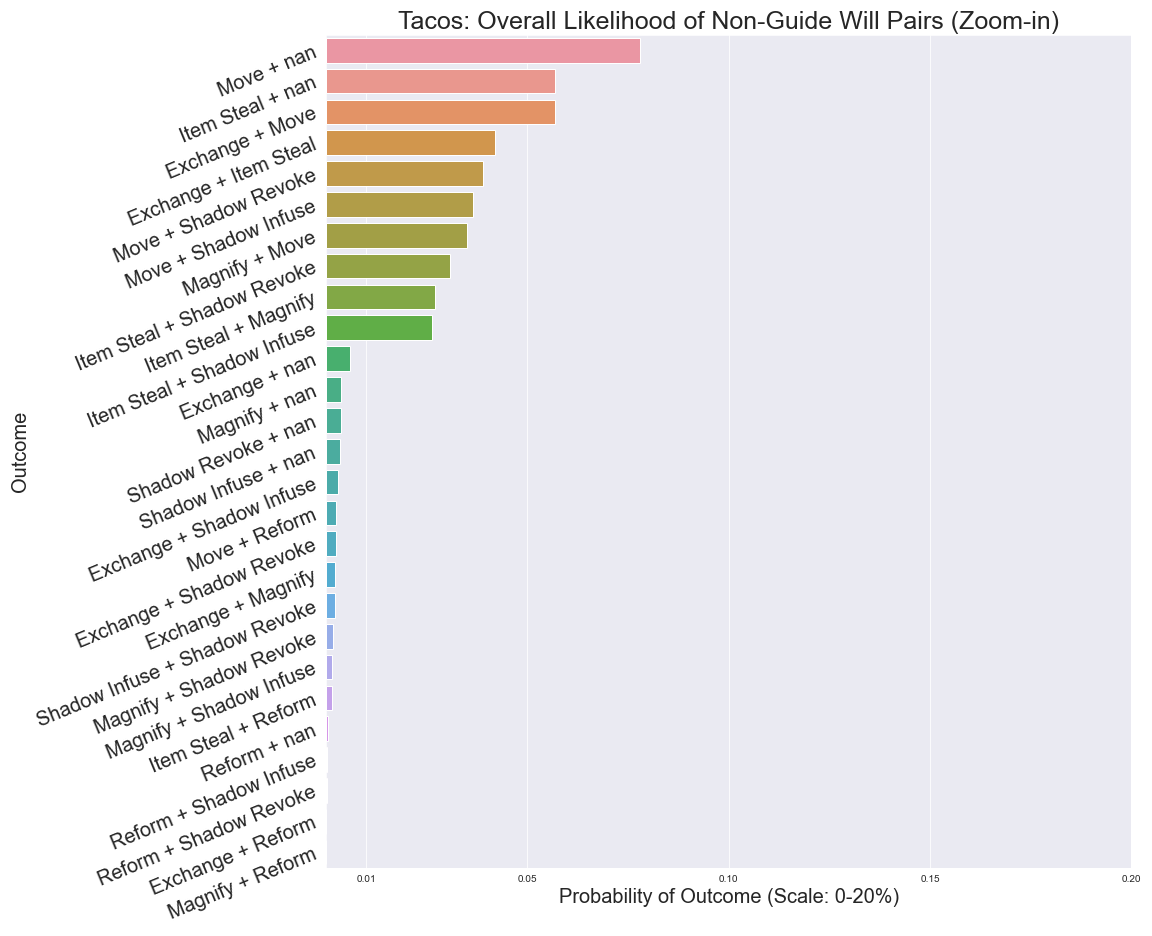 Tacos: Overall Likelihood of Non-Guide Will Pairs (Zoom-in)
Outcome
Move + nan
Item Steal + nan
Exchange + Move
Exchange + Item Steal
Move + Shadow Revoke
Move + Shadow Infuse
Magnify + Move
Item Steal + Shadow Revoke
Item Steal + Magnify
Item Steal + Shadow Infuse
Exchange + nan
Magnify + nan
Shadow Revoke + nan
Shadow Infuse + nan
Exchange + Shadow Infuse
Move + Reform
Exchange + Shadow Revoke
Exchange + Magnify
Shadow Infuse + Shadow Revoke
Magnify + Shadow Revoke
Magnify + Shadow Infuse
Item Steal + Reform
Reform + nan
Reform + Shadow Infuse
Reform + Shadow Revoke
Exchange + Reform
Magnify + Reform
0.01 0.05 0.10 0.15 0.20
Probability of Outcome (Scale: 0-20%)